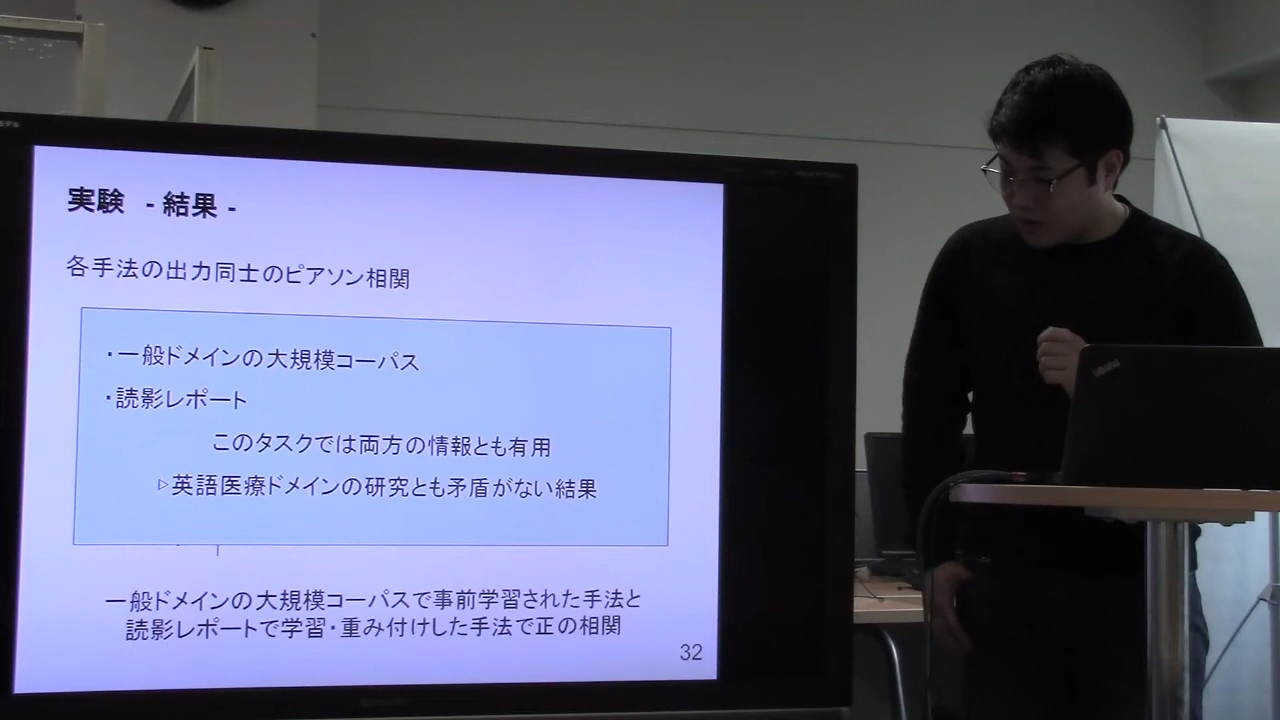 実験 - 結果 -
各手法の出力同士のピアソン相関
・一般ドメインの大規模コーパス
・読影レポート
このタスクでは両方の情報とも有用
▷英語医療ドメインの研究とも矛盾がない結果
一般ドメインの大規模コーパスで事前学習された手法と
読影レポートで学習・重み付けした手法で正の相関
32
ThinkPad